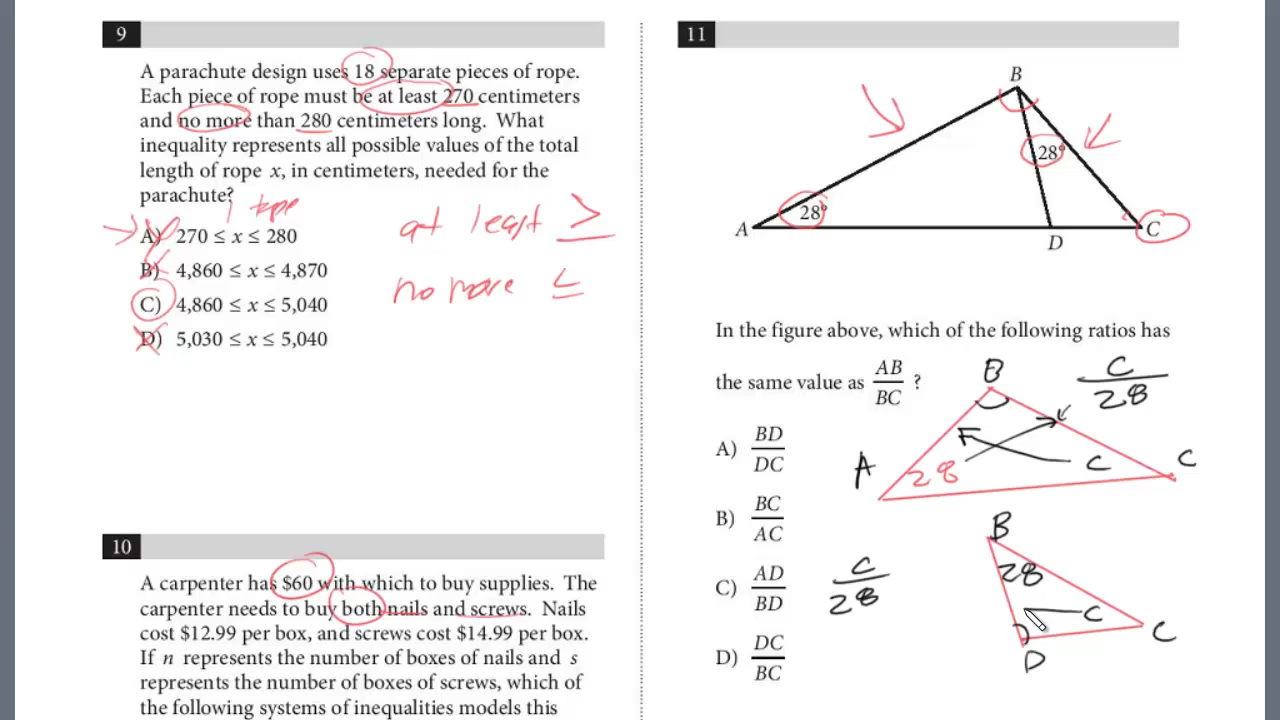 9
A parachute design uses 18 separate pieces of rope.
Each piece of rope must be at least 270 centimeters
and no more than 280 centimeters long. What
inequality represents all possible values of the total
length of rope x, in centimeters, needed for the
parachute?
A) 270 ≤ x ≤ 280
B) 4,860 ≤ x ≤ 4,870
C) 4,860 ≤ x ≤ 5,040
D) 5,030 ≤ x ≤ 5,040
at least ≥
no more ≤
10
A carpenter has $60 with which to buy supplies. The
carpenter needs to buy both nails and screws. Nails
cost $12.99 per box, and screws cost $14.99 per box.
If n represents the number of boxes of nails and s
represents the number of boxes of screws, which of
the following systems of inequalities models this
11
B
28°
28°
A
D
C
In the figure above, which of the following ratios has
the same value as AB/BC ?
A) BD/DC
B) BC/AC
C) AD/BD
D) DC/BC
B
C/28
A
28
C
C
C/28
B
28
C
C
D